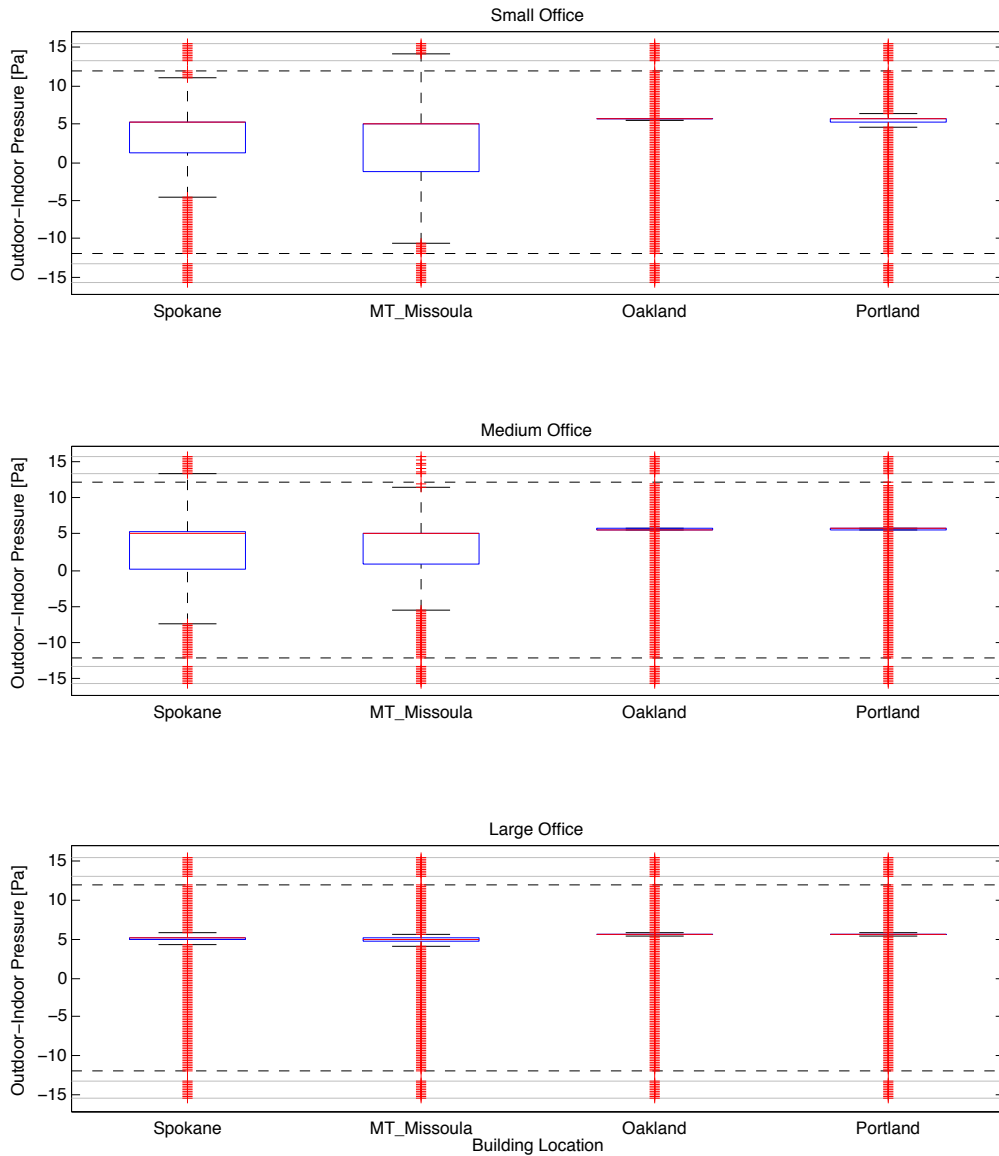 Small Office
Outdoor−Indoor Pressure [Pa]
15
10
5
0
−5
−10
−15
Spokane MT_Missoula Oakland Portland
Medium Office
Outdoor−Indoor Pressure [Pa]
15
10
5
0
−5
−10
−15
Spokane MT_Missoula Oakland Portland
Large Office
Outdoor−Indoor Pressure [Pa]
15
10
5
0
−5
−10
−15
Spokane MT_Missoula Oakland Portland
Building Location